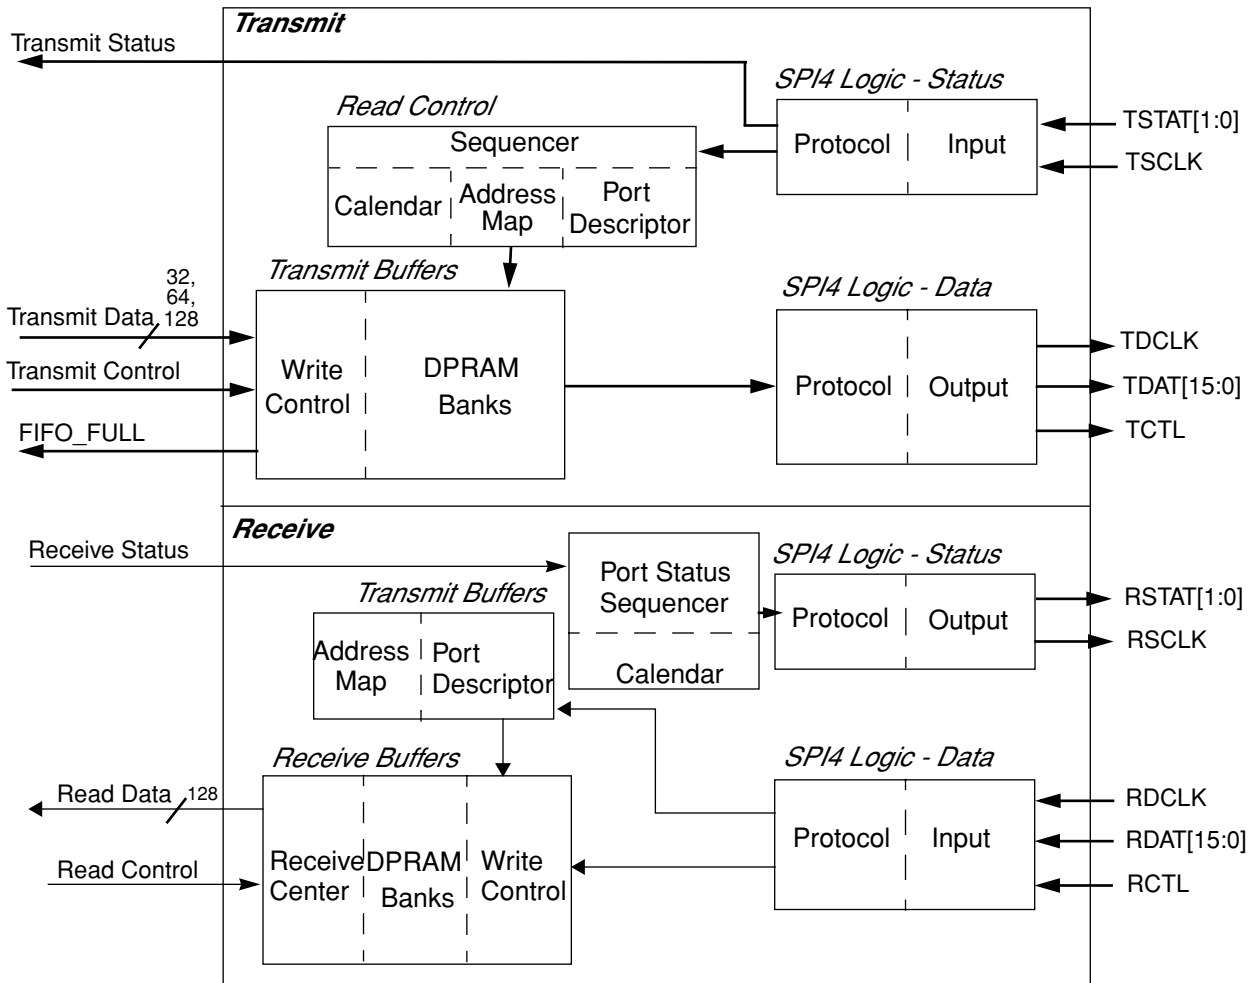 Transmit
Transmit Status
SPI4 Logic - Status
Read Control
Sequencer
Calendar
Address
Map
Port
Descriptor
Protocol
Input
TSTAT[1:0]
TSCLK
Transmit Buffers
32,
64,
128
Transmit Data
Transmit Control
FIFO_FULL
Write
Control
DPRAM
Banks
SPI4 Logic - Data
Protocol
Output
TDCLK
TDAT[15:0]
TCTL
Receive
Receive Status
Port Status
Sequencer
Calendar
SPI4 Logic - Status
Protocol
Output
RSTAT[1:0]
RSCLK
Transmit Buffers
Address
Map
Port
Descriptor
Receive Buffers
Read Data
128
Read Control
Receive
Center
DPRAM
Banks
Write
Control
SPI4 Logic - Data
Protocol
Input
RDCLK
RDAT[15:0]
RCTL